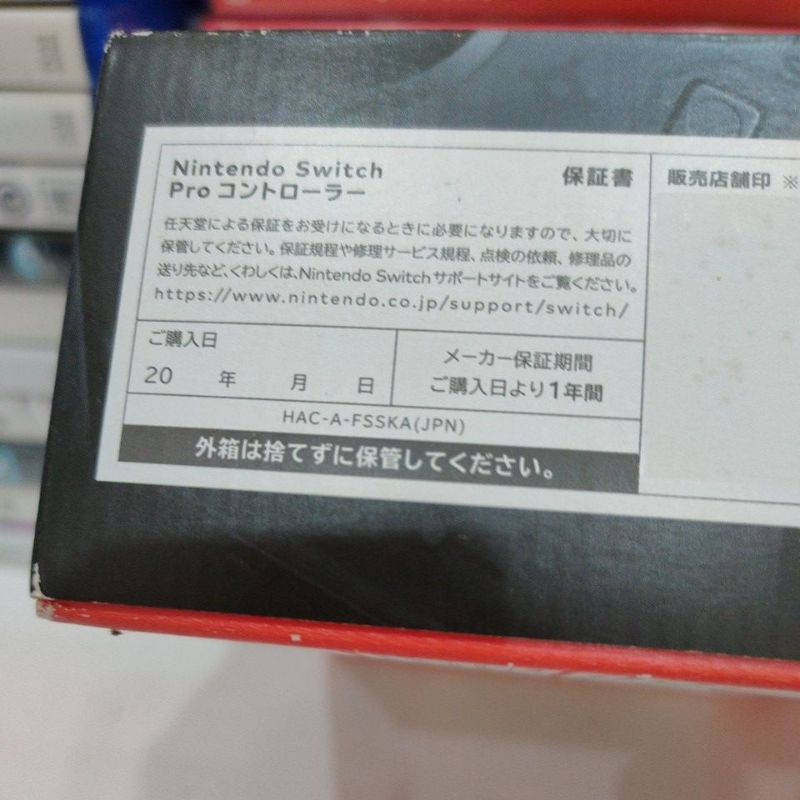 Nintendo Switch
Pro コントローラー
保証書
販売店舗印 ※
任天堂による保証をお受けになるときに必要になりますので、大切に
保管してください。保証規程や修理サービス規程、点検の依頼、修理品の
送り先など、くわしくは、Nintendo Switchサポートサイトをご覧ください。
https://www.nintendo.co.jp/support/switch/
ご購入日
20 年 月 日
メーカー保証期間
ご購入日より1年間
HAC-A-FSSKA(JPN)
外箱は捨てずに保管してください。